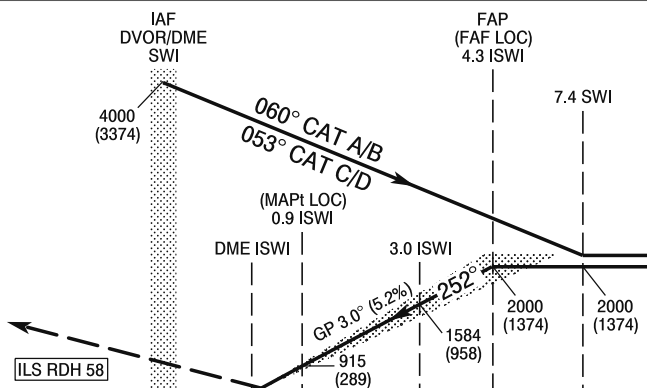 IAF
DVOR/DME
SWI
FAP
(FAF LOC)
4.3 ISWI
7.4 SWI
4000
(3374)
060° CAT A/B
053° CAT C/D
(MAPt LOC)
0.9 ISWI
DME ISWI
3.0 ISWI
GP 3.0° (5.2%)
252°
2000
(1374)
2000
(1374)
1584
(958)
915
(289)
ILS RDH 58